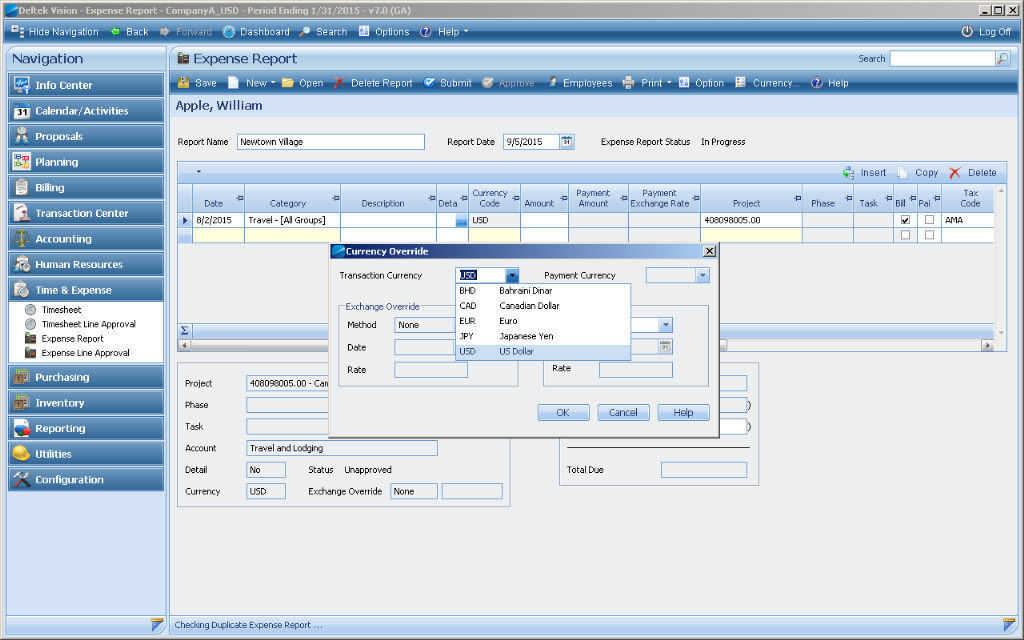 Deltek Vision - Expense Report - CompanyA_USD - Period Ending 1/31/2015 - v7.0 (GA)
Hide Navigation Back Forward Dashboard Search Options Help Log Off
Navigation
Info Center
31 Calendar/Activities
Proposals
Planning
Billing
Transaction Center
Accounting
Human Resources
Time & Expense
Timesheet
Timesheet Line Approval
Expense Report
Expense Line Approval
Purchasing
Inventory
Reporting
Utilities
Configuration
Expense Report Search
Save New Open Delete Report Submit Approve Employees Print Option Currency... Help
Apple, William
Report Name Newtown Village Report Date 9/5/2015 Expense Report Status In Progress
Insert Copy Delete
Date Category Description Deta Currency Code Amount Payment Amount Payment Exchange Rate Project Phase Task Bill Pai Tax Code
8/2/2015 Travel - [All Groups] ... USD 408098005.00 AMA
Currency Override
Transaction Currency USD Payment Currency
BHD Bahraini Dinar
CAD Canadian Dollar
EUR Euro
JPY Japanese Yen
USD US Dollar
Exchange Override
Method None
Date
Rate
Rate
OK Cancel Help
Σ
Project 408098005.00 - Can
Phase )
Task )
Account Travel and Lodging
Detail No Status Unapproved
Currency USD Exchange Override None
Total Due
Checking Duplicate Expense Report ...